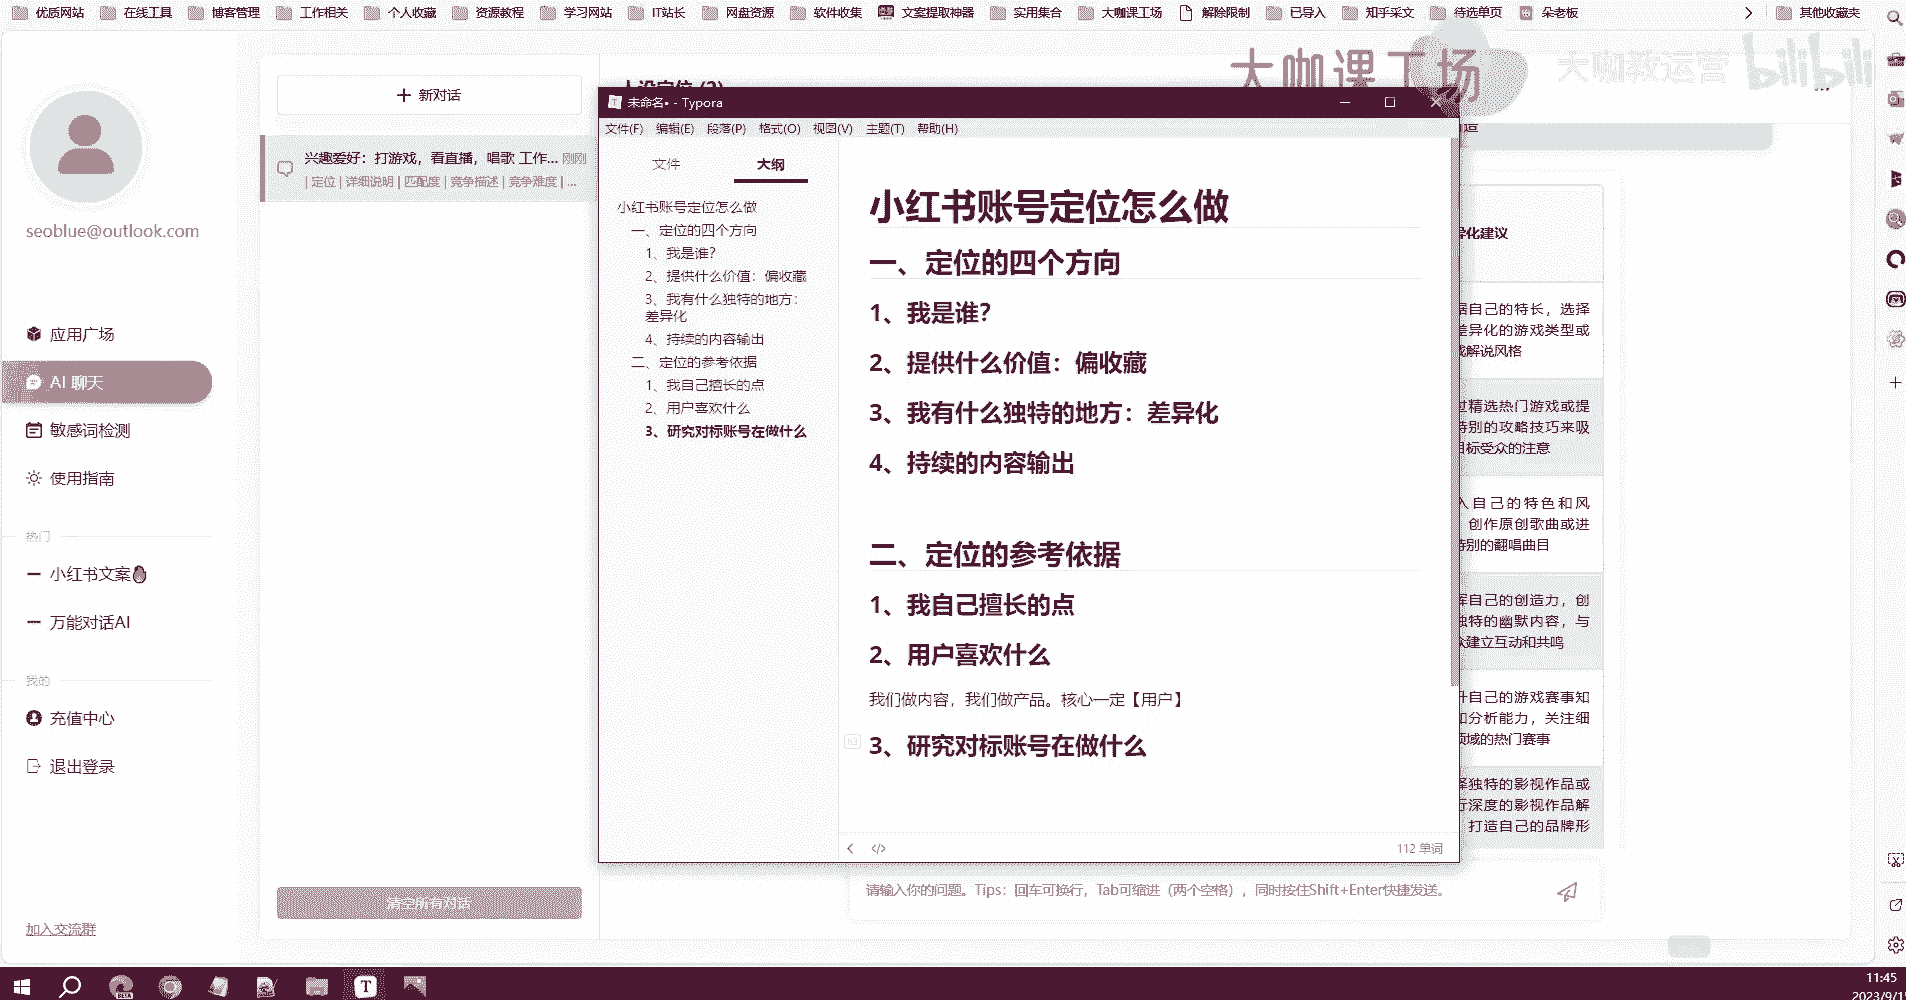 优质网站
在线工具
博客管理
工作相关
个人收藏
资源教程
学习网站
IT站长
网盘资源
软件收集
文案提取神器
实用集合
大咖课工场
解除限制
已导入
知乎采文
待选单页
朵老板
其他收藏夹
大咖课工场
大咖教运营
bilibili
seoblue@outlook.com
应用广场
AI 聊天
敏感词检测
使用指南
热门
小红书文案
万能对话AI
我的
充值中心
退出登录
加入交流群
新对话
兴趣爱好：打游戏，看直播，唱歌 工作... 刚刚
| 定位 | 详细说明 | 匹配度 | 竞争描述 | 竞争难度 | ...
清空所有对话
未命名• - Typora
文件(F) 编辑(E) 段落(P) 格式(O) 视图(V) 主题(T) 帮助(H)
文件
大纲
小红书账号定位怎么做
一、定位的四个方向
1、我是谁？
2、提供什么价值：偏收藏
3、我有什么独特的地方：
差异化
4、持续的内容输出
二、定位的参考依据
1、我自己擅长的点
2、用户喜欢什么
3、研究对标账号在做什么
小红书账号定位怎么做
一、定位的四个方向
1、我是谁？
2、提供什么价值：偏收藏
3、我有什么独特的地方：差异化
4、持续的内容输出
二、定位的参考依据
1、我自己擅长的点
2、用户喜欢什么
我们做内容，我们做产品。核心一定【用户】
3、研究对标账号在做什么
112 单词
化建议
自己的特长，选择
差异化的游戏类型或
解说风格
精选热门游戏或提
特别的攻略技巧来吸
目标受众的注意
入自己的特色和风
创作原创歌曲或进
特别的翻唱曲目
自己的创造力，创
独特的幽默内容，与
建立互动和共鸣
升自己的游戏赛事知
和分析能力，关注细
领域的热门赛事
择独特的影视作品或
深度的影视作品解
打造自己的品牌形
请输入你的问题。Tips：回车可换行，Tab可缩进（两个空格），同时按住Shift+Enter快捷发送。
11:45